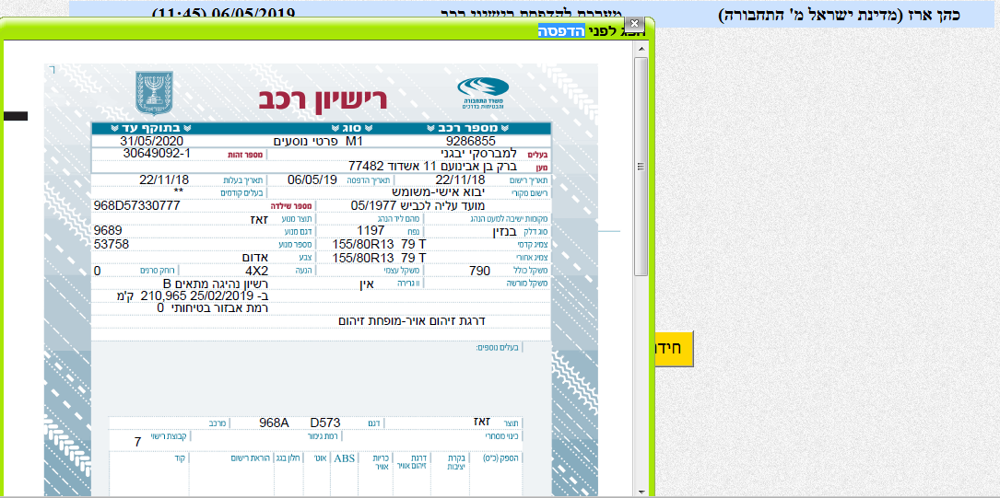 כהן ארז (מדינת ישראל מ' התחבורה) מערכת להדפסת רישיוני רכב 06/05/2019 (11:45)
לפני הדפסה
משרד התחבורה
והבטיחות בדרכים
רישיון רכב
מספר רכב סוג בתוקף עד
9286855 M1 פרטי נוסעים 31/05/2020
בעלים למברסקי יבגני מספר זהות 30649092-1
מען ברק בן אבינועם 11 אשדוד 77482
תאריך רישום 22/11/18 תאריך הדפסה 06/05/19 תאריך בעלות 22/11/18
רישום מקורי יבוא אישי-משומש בעלים קודמים **
מועד עליה לכביש 05/1977 מספר שילדה 968D57330777
מקומות ישיבה למעט הנהג מהם ליד הנהג תוצר מנוע זאז
סוג דלק בנזין נפח 1197 דגם מנוע 9689
צמיג קדמי 155/80R13 79 T מספר מנוע 53758
צמיג אחורי 155/80R13 79 T צבע אדום
משקל כולל 790 משקל עצמי הנעה 4X2 רוחק סרנים 0
משקל מורשה וו גרירה אין רשיון נהיגה מתאים B
ב- 25/02/2019 210,965 ק'מ
רמת אבזור בטיחותי 0
דרגת זיהום אויר-מופחת זיהום
בעלים נוספים:
תוצר זאז דגם D573 968A מרכב
כינוי מסחרי רמת גימור קבוצת רישוי 7
הספק (כ"ס) בקרת יציבות דרגת זיהום אוויר כריות אוויר ABS אוט' חלון בגג הוראת רישום קוד